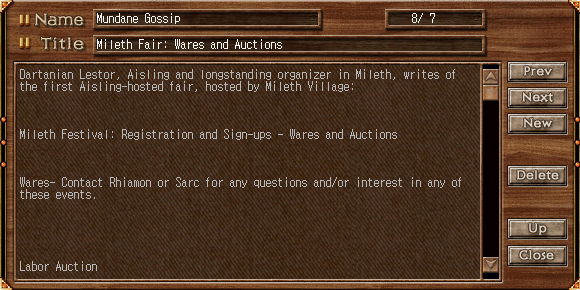 Name Mundane Gossip 8/ 7
Title Mileth Fair: Wares and Auctions
Dartanian Lestor, Aisling and longstanding organizer in Mileth, writes of
the first Aisling-hosted fair, hosted by Mileth Village:
Mileth Festival: Registration and Sign-ups - Wares and Auctions
Wares- Contact Rhiamon or Sarc for any questions and/or interest in any of
these events.
Labor Auction
Prev
Next
New
Delete
Up
Close